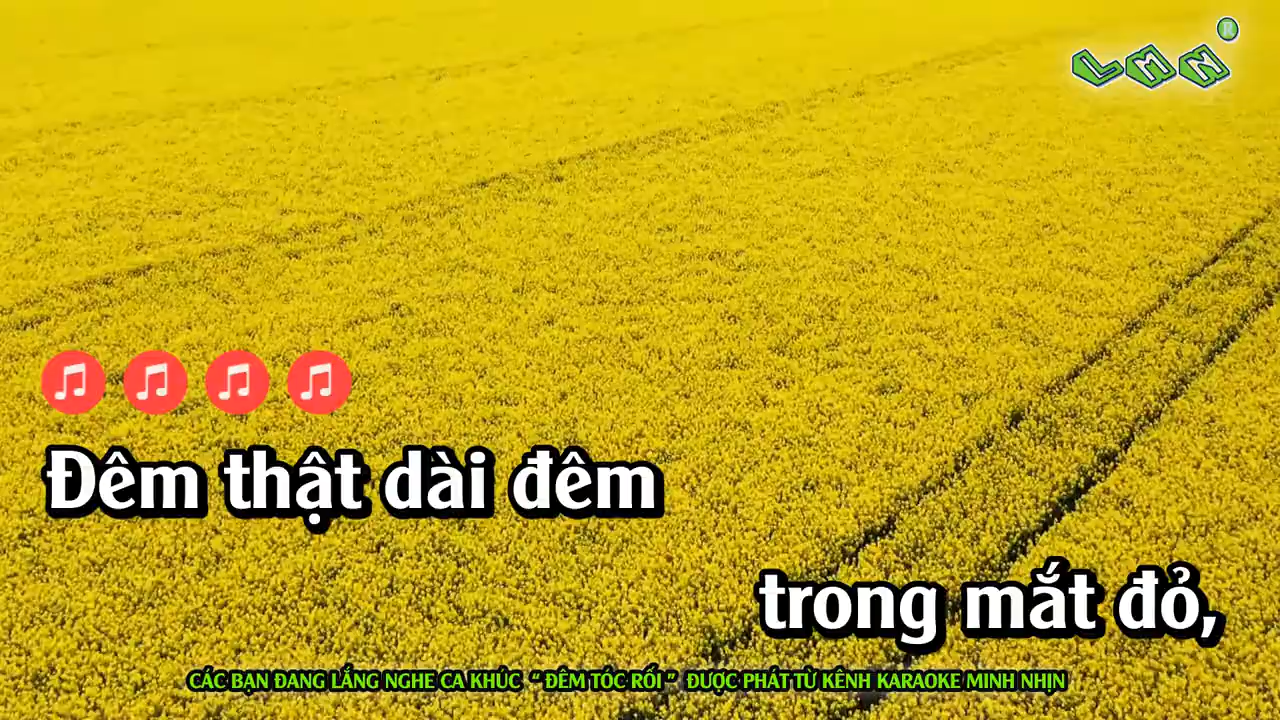 LMN®
Đêm thật dài đêm
trong mắt đỏ,
CÁC BẠN ĐANG LẮNG NGHE CA KHÚC “ ĐÊM TÓC RỐI ” ĐƯỢC PHÁT TỪ KÊNH KARAOKE MINH NHỊN